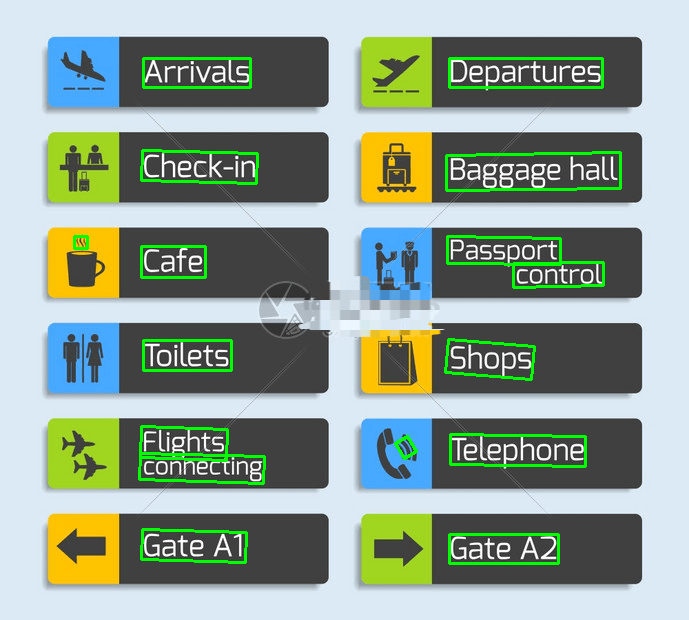 Arrivals
Departures
Check-in
Baggage hall
Cafe
Passport
control
Toilets
Shops
Flights
connecting
Telephone
Gate A1
Gate A2